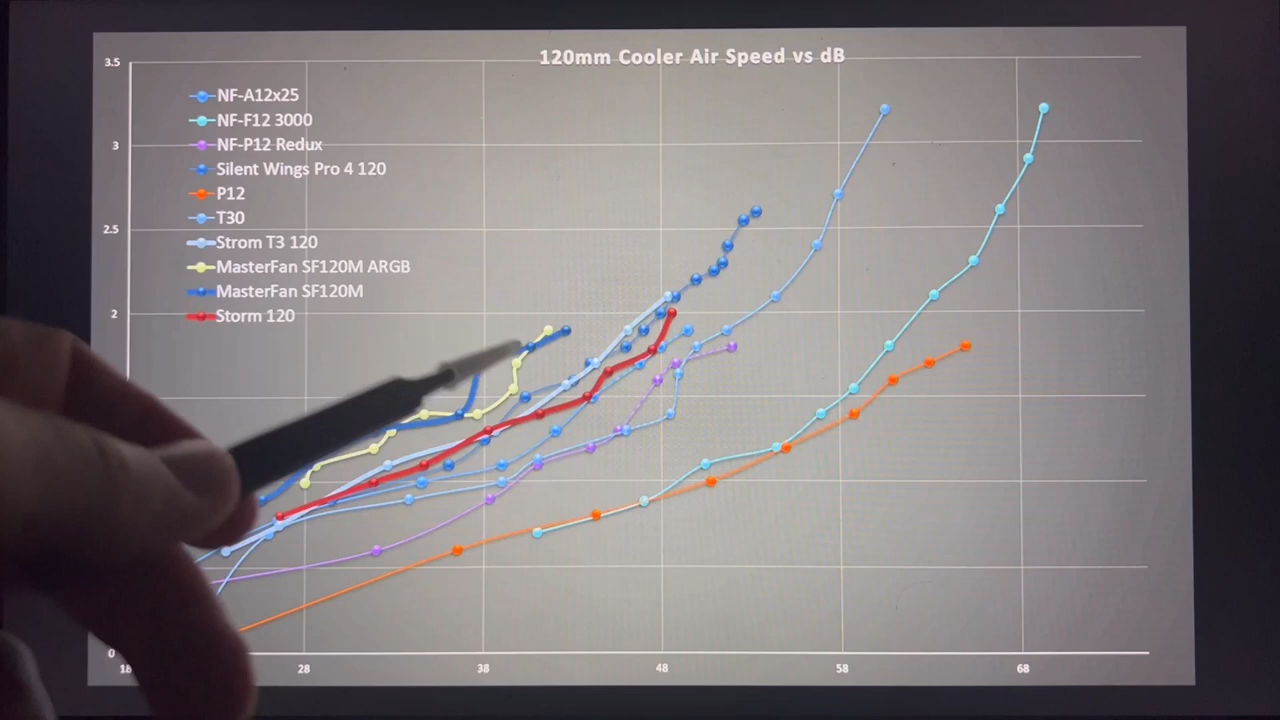 120mm Cooler Air Speed vs dB
3.5
NF-A12x25
NF-F12 3000
NF-P12 Redux
3
Silent Wings Pro 4 120
P12
T30
2.5
Strom T3 120
MasterFan SF120M ARGB
MasterFan SF120M
Storm 120
2
0
18
28
38
48
58
68